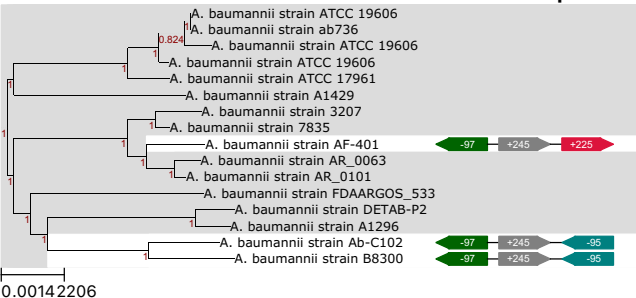 A. baumannii strain ATCC 19606
1 A. baumannii strain ab736
0.824 A. baumannii strain ATCC 19606
1 A. baumannii strain ATCC 19606
1 A. baumannii strain ATCC 17961
1 A. baumannii strain A1429
A. baumannii strain 3207
1 A. baumannii strain 7835
1 1 A. baumannii strain AF-401 -97 +245 +225
1 A. baumannii strain AR_0063
1 1 A. baumannii strain AR_0101
A. baumannii strain FDAARGOS_533
A. baumannii strain DETAB-P2
1 1 A. baumannii strain A1296
1 A. baumannii strain Ab-C102 -97 +245 -95
1 A. baumannii strain B8300 -97 +245 -95
0.00142206